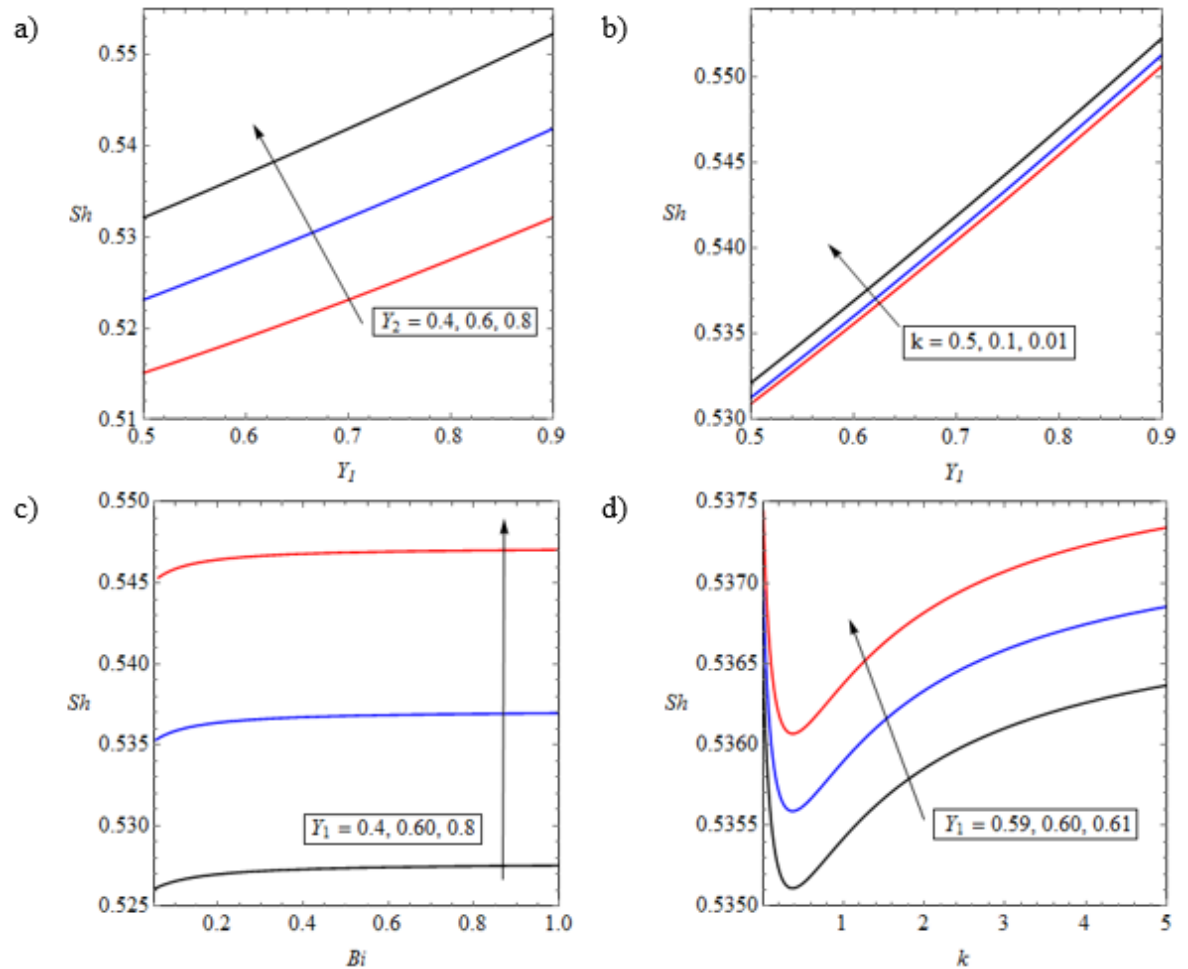 a)
0.55
0.54
Sh
0.53
0.52
0.51
Y₂ = 0.4, 0.6, 0.8
0.5 0.6 0.7 0.8 0.9
Y₁
b)
0.550
0.545
Sh
0.540
0.535
0.530
k = 0.5, 0.1, 0.01
0.5 0.6 0.7 0.8 0.9
Y₁
c)
0.550
0.545
0.540
Sh
0.535
0.530
0.525
Y₁ = 0.4, 0.60, 0.8
0.2 0.4 0.6 0.8 1.0
Bi
d)
0.5375
0.5370
0.5365
Sh
0.5360
0.5355
0.5350
Y₁ = 0.59, 0.60, 0.61
1 2 3 4 5
k